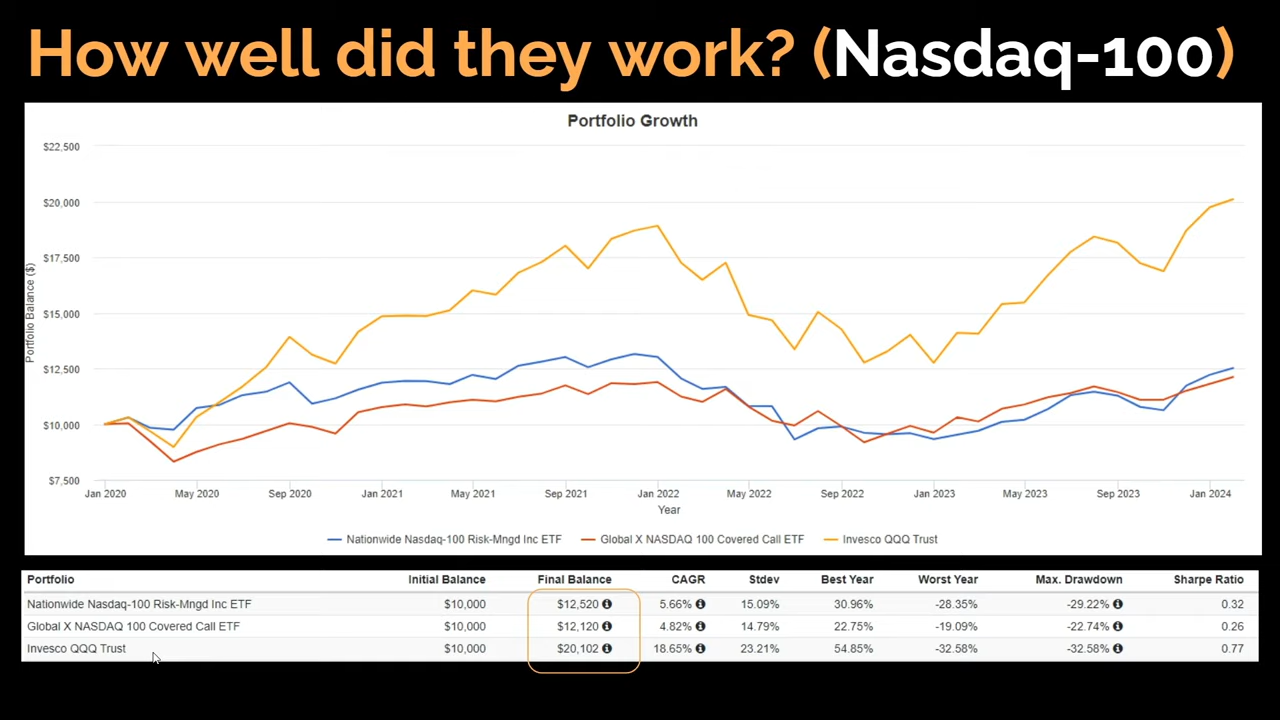 How well did they work? (Nasdaq-100)
Portfolio Growth
$22,500
$20,000
$17,500
$15,000
$12,500
$10,000
$7,500
Portfolio Balance ($)
Jan 2020 May 2020 Sep 2020 Jan 2021 May 2021 Sep 2021 Jan 2022 May 2022 Sep 2022 Jan 2023 May 2023 Sep 2023 Jan 2024
Year
Nationwide Nasdaq-100 Risk-Mngd Inc ETF Global X NASDAQ 100 Covered Call ETF Invesco QQQ Trust
Portfolio Initial Balance Final Balance CAGR Stdev Best Year Worst Year Max. Drawdown Sharpe Ratio
Nationwide Nasdaq-100 Risk-Mngd Inc ETF $10,000 $12,520 5.66% 15.09% 30.96% -28.35% -29.22% 0.32
Global X NASDAQ 100 Covered Call ETF $10,000 $12,120 4.82% 14.79% 22.75% -19.09% -22.74% 0.26
Invesco QQQ Trust $10,000 $20,102 18.65% 23.21% 54.85% -32.58% -32.58% 0.77